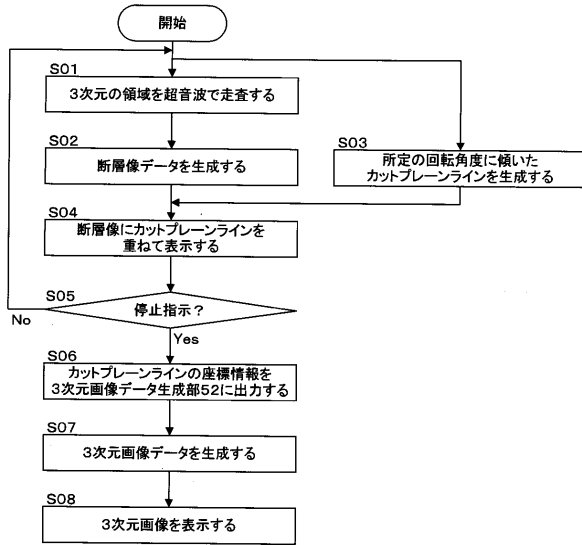 開始
S01
3次元の領域を超音波で走査する
S02
断層像データを生成する
S03
所定の回転角度に傾いた
カットプレーンラインを生成する
S04
断層像にカットプレーンラインを
重ねて表示する
S05
停止指示？
No
Yes
S06
カットプレーンラインの座標情報を
3次元画像データ生成部52に出力する
S07
3次元画像データを生成する
S08
3次元画像を表示する